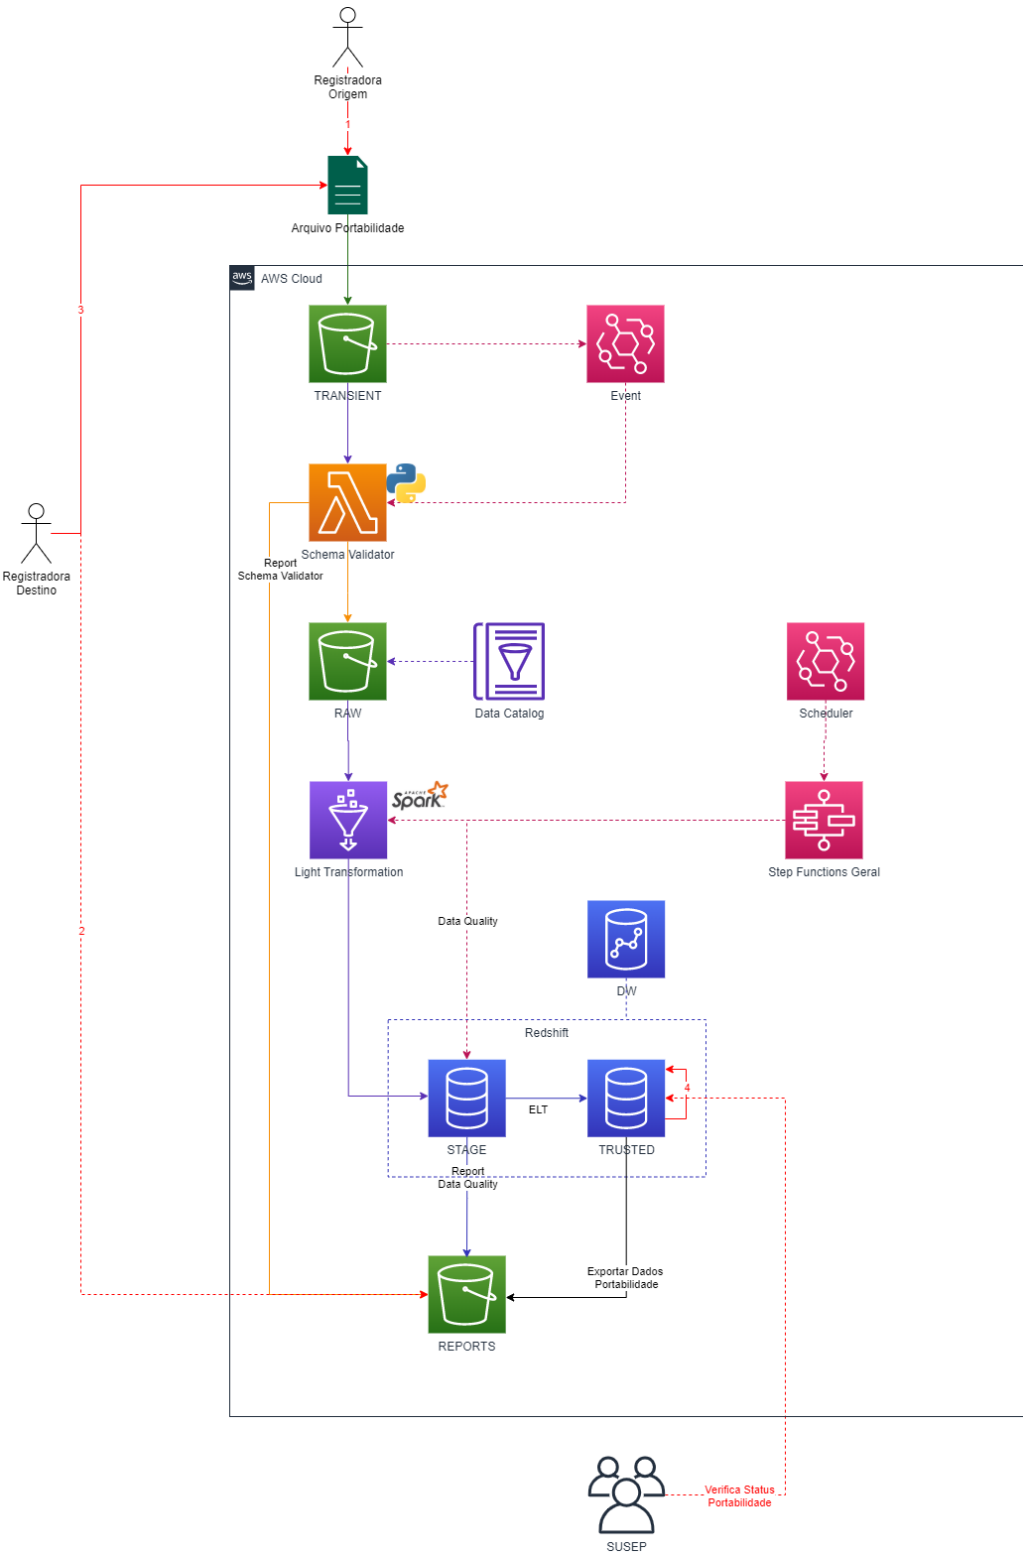 Registradora
Origem
1
Arquivo Portabilidade
aws
AWS Cloud
3
TRANSIENT
Event
Schema Validator
Report
Schema Validator
Registradora
Destino
RAW
Data Catalog
Scheduler
APACHE
Spark
Light Transformation
Step Functions Geral
Data Quality
2
DW
Redshift
4
ELT
STAGE
TRUSTED
Report
Data Quality
Exportar Dados
Portabilidade
REPORTS
Verifica Status
Portabilidade
SUSEP